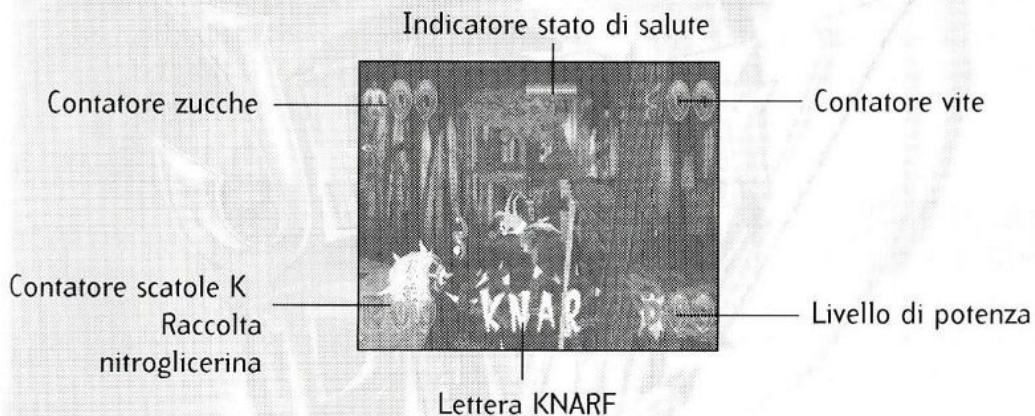 Indicatore stato di salute
Contatore zucche
Contatore vite
Contatore scatole K
Raccolta
nitroglicerina
KNAR
Livello di potenza
Lettera KNARF